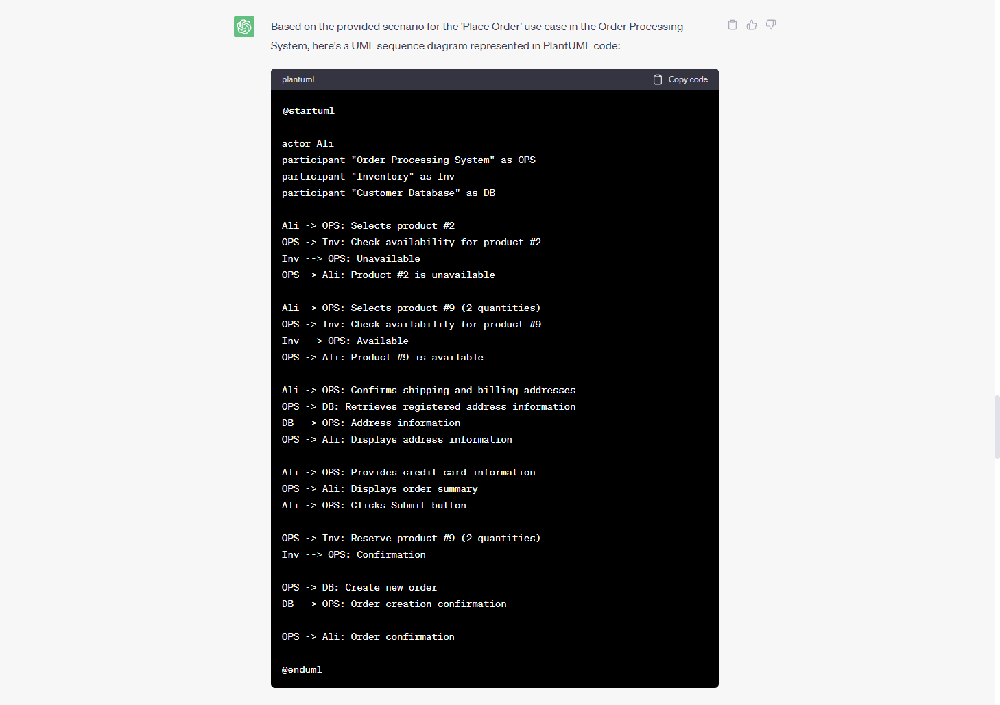 Based on the provided scenario for the 'Place Order' use case in the Order Processing
System, here's a UML sequence diagram represented in PlantUML code:
plantuml
Copy code
@startuml
actor Ali
participant "Order Processing System" as OPS
participant "Inventory" as Inv
participant "Customer Database" as DB
Ali -> OPS: Selects product #2
OPS -> Inv: Check availability for product #2
Inv --> OPS: Unavailable
OPS -> Ali: Product #2 is unavailable
Ali -> OPS: Selects product #9 (2 quantities)
OPS -> Inv: Check availability for product #9
Inv --> OPS: Available
OPS -> Ali: Product #9 is available
Ali -> OPS: Confirms shipping and billing addresses
OPS -> DB: Retrieves registered address information
DB --> OPS: Address information
OPS -> Ali: Displays address information
Ali -> OPS: Provides credit card information
OPS -> Ali: Displays order summary
Ali -> OPS: Clicks Submit button
OPS -> Inv: Reserve product #9 (2 quantities)
Inv --> OPS: Confirmation
OPS -> DB: Create new order
DB --> OPS: Order creation confirmation
OPS -> Ali: Order confirmation
@enduml